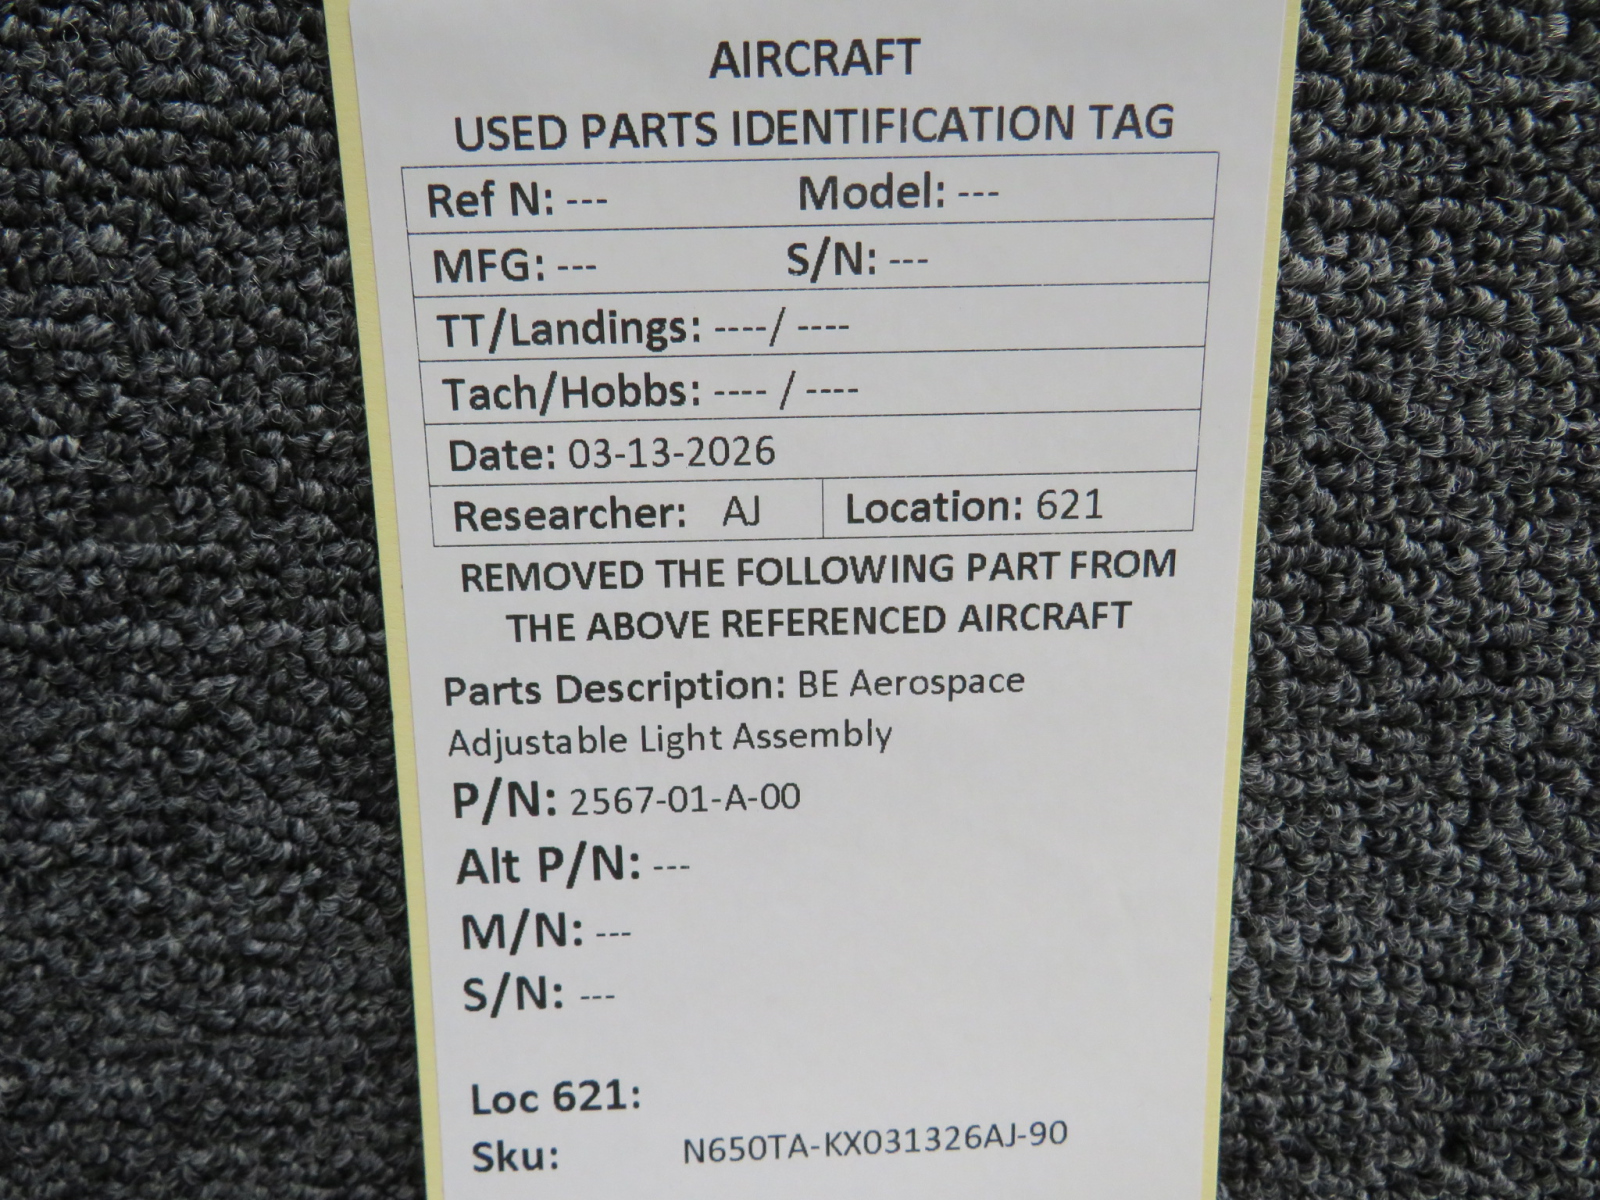 AIRCRAFT
USED PARTS IDENTIFICATION TAG
Ref N: --- Model: ---
MFG: --- S/N: ---
TT/Landings: ----/ ----
Tach/Hobbs: ---- / ----
Date: 03-13-2026
Researcher: AJ Location: 621
REMOVED THE FOLLOWING PART FROM
THE ABOVE REFERENCED AIRCRAFT
Parts Description: BE Aerospace
Adjustable Light Assembly
P/N: 2567-01-A-00
Alt P/N: ---
M/N: ---
S/N: ---
Loc 621:
Sku: N650TA-KX031326AJ-90